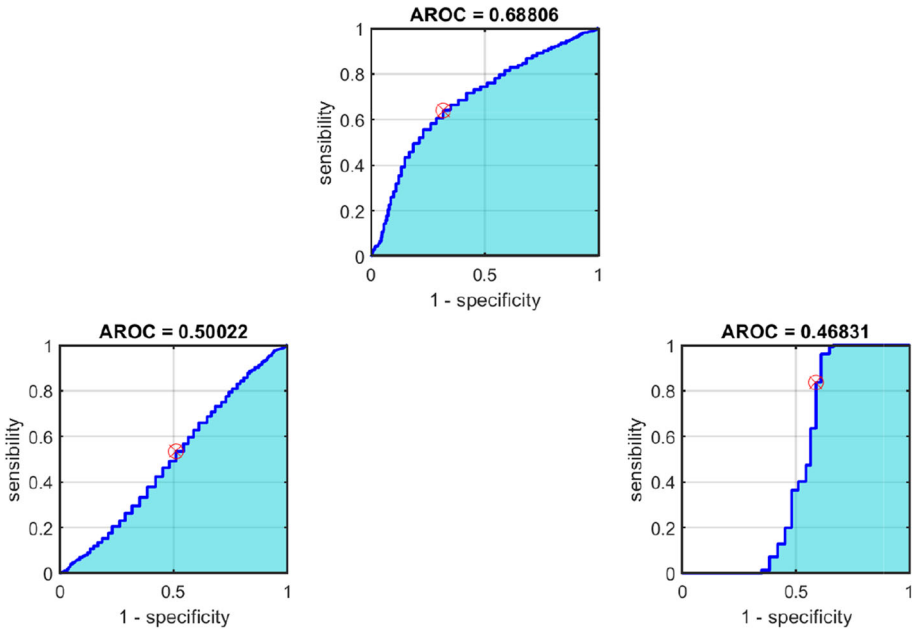 AROC = 0.68806
1
0.8
0.6
0.4
0.2
0
sensibility
0 0.5 1
1 - specificity
AROC = 0.50022
1
0.8
0.6
0.4
0.2
0
sensibility
0 0.5 1
1 - specificity
AROC = 0.46831
1
0.8
0.6
0.4
0.2
0
sensibility
0 0.5 1
1 - specificity